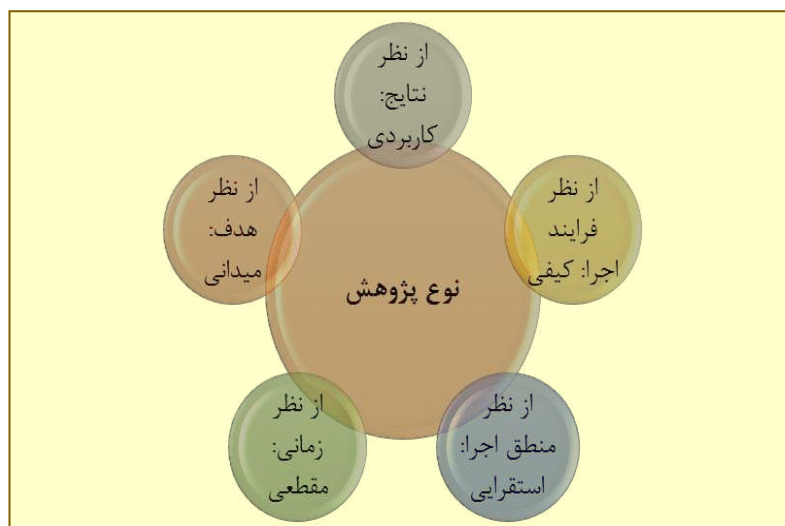 از نظر
نتایج:
کاربردی
از نظر
فرایند
اجرا: کیفی
از نظر
منطق اجرا:
استقرایی
از نظر
زمانی:
مقطعی
از نظر
هدف:
میدانی
نوع پژوهش